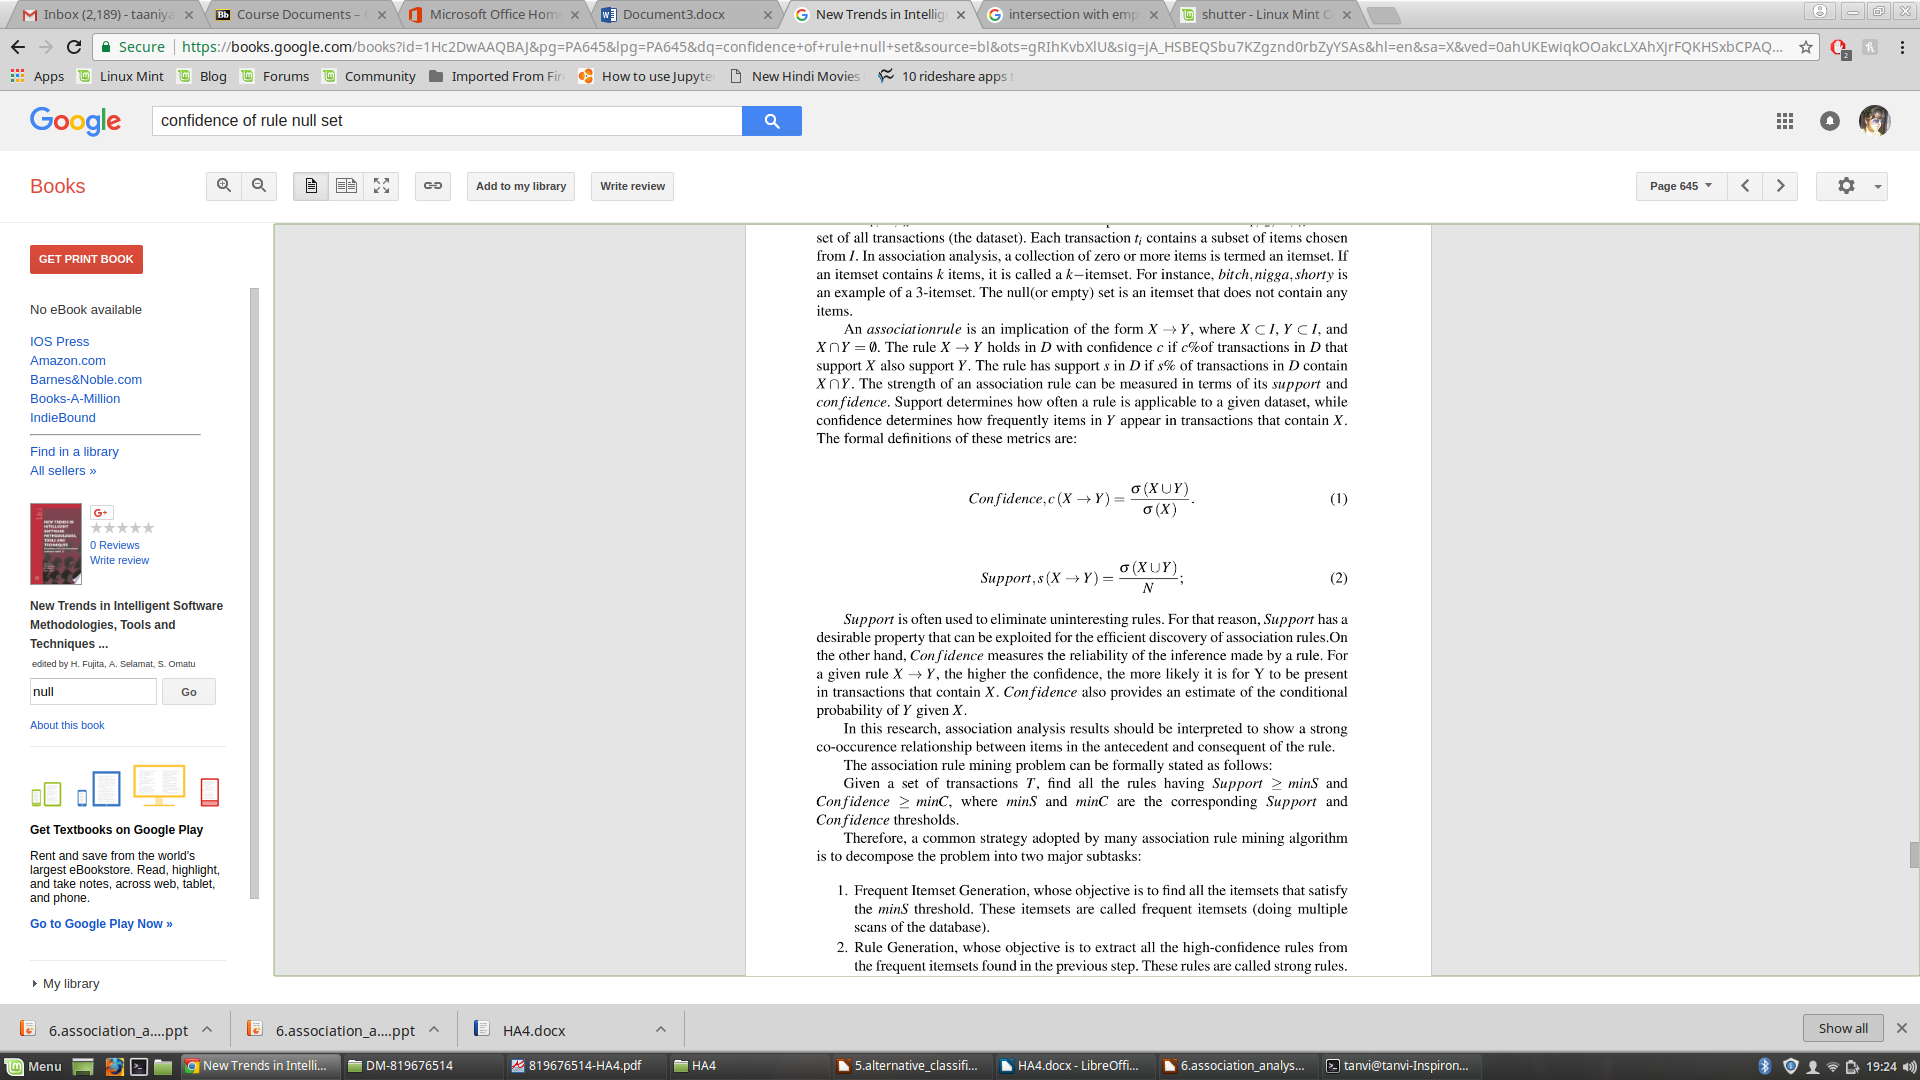 Inbox (2,189) - taaniya
Course Documents –
Microsoft Office Hom
Document3.docx
New Trends in Intellig
intersection with emp
shutter - Linux Mint C
Secure
https://books.google.com/books?id=1Hc2DwAAQBAJ&pg=PA645&lpg=PA645&dq=confidence+of+rule+null+set&source=bl&ots=gRIhKvbXlU&sig=jA_HSBEQSbu7KZgznd0rbZyYSAs&hl=en&sa=X&ved=0ahUKEwiqkOOakcLXAhXjrFQKHSxbCPAQ...
Apps
Linux Mint
Blog
Forums
Community
Imported From Fir
How to use Jupyte
New Hindi Movies
10 rideshare apps t
Google
confidence of rule null set
Books
Add to my library
Write review
Page 645
GET PRINT BOOK
No eBook available
IOS Press
Amazon.com
Barnes&Noble.com
Books-A-Million
IndieBound
Find in a library
All sellers »
G+
0 Reviews
Write review
NEW TRENDS IN INTELLIGENT SOFTWARE METHODOLOGIES, TOOLS AND TECHNIQUES
New Trends in Intelligent Software
Methodologies, Tools and
Techniques ...
edited by H. Fujita, A. Selamat, S. Omatu
null
Go
About this book
Get Textbooks on Google Play
Rent and save from the world's
largest eBookstore. Read, highlight,
and take notes, across web, tablet,
and phone.
Go to Google Play Now »
My library
set of all transactions (the dataset). Each transaction tᵢ contains a subset of items chosen
from I. In association analysis, a collection of zero or more items is termed an itemset. If
an itemset contains k items, it is called a k−itemset. For instance, bitch,nigga,shorty is
an example of a 3-itemset. The null(or empty) set is an itemset that does not contain any
items.
An associationrule is an implication of the form X → Y, where X ⊂ I, Y ⊂ I, and
X ∩ Y = ∅. The rule X → Y holds in D with confidence c if c%of transactions in D that
support X also support Y. The rule has support s in D if s% of transactions in D contain
X ∩ Y. The strength of an association rule can be measured in terms of its support and
confidence. Support determines how often a rule is applicable to a given dataset, while
confidence determines how frequently items in Y appear in transactions that contain X.
The formal definitions of these metrics are:
Confidence,c(X → Y) = σ(X ∪ Y) / σ(X). (1)
Support,s(X → Y) = σ(X ∪ Y) / N; (2)
Support is often used to eliminate uninteresting rules. For that reason, Support has a
desirable property that can be exploited for the efficient discovery of association rules.On
the other hand, Confidence measures the reliability of the inference made by a rule. For
a given rule X → Y, the higher the confidence, the more likely it is for Y to be present
in transactions that contain X. Confidence also provides an estimate of the conditional
probability of Y given X.
In this research, association analysis results should be interpreted to show a strong
co-occurence relationship between items in the antecedent and consequent of the rule.
The association rule mining problem can be formally stated as follows:
Given a set of transactions T, find all the rules having Support ≥ minS and
Confidence ≥ minC, where minS and minC are the corresponding Support and
Confidence thresholds.
Therefore, a common strategy adopted by many association rule mining algorithm
is to decompose the problem into two major subtasks:
1. Frequent Itemset Generation, whose objective is to find all the itemsets that satisfy
the minS threshold. These itemsets are called frequent itemsets (doing multiple
scans of the database).
2. Rule Generation, whose objective is to extract all the high-confidence rules from
the frequent itemsets found in the previous step. These rules are called strong rules.
6.association_a....ppt
6.association_a....ppt
HA4.docx
Show all
Menu
New Trends in Intelli...
DM-819676514
819676514-HA4.pdf
HA4
5.alternative_classifi...
HA4.docx - LibreOffi...
6.association_analys...
tanvi@tanvi-Inspiron...
19:24